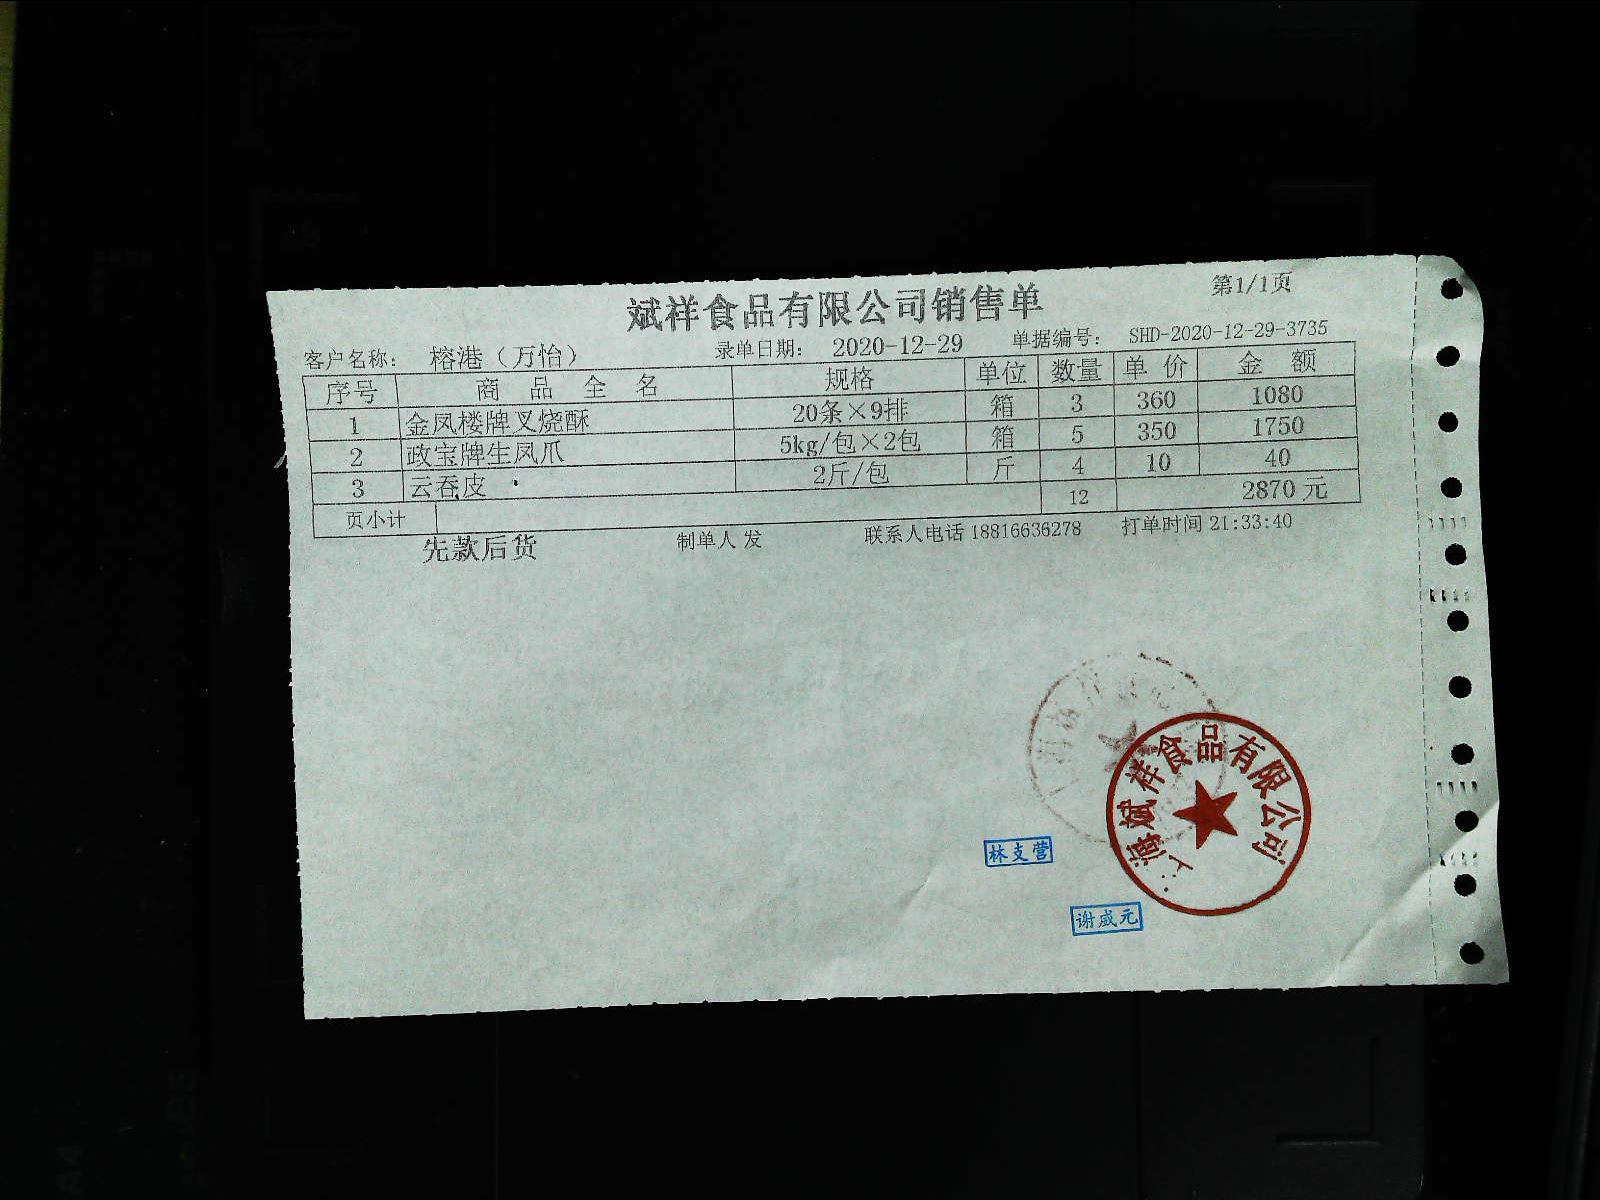 第1/1页
斌祥食品有限公司销售单
客户名称： 榕港（万怡） 录单日期： 2020-12-29 单据编号： SHD-2020-12-29-3735
序号 商品全名 规格 单位 数量 单价 金额
1 金凤楼牌叉烧酥 20条×9排 箱 3 360 1080
2 政宝牌生凤爪 5kg/包×2包 箱 5 350 1750
3 云吞皮 2斤/包 斤 4 10 40
页小计 12 2870元
先款后货 制单人 发 联系人电话 18816636278 打单时间 21:33:40
上海斌祥食品有限公司
林支营
谢咸元